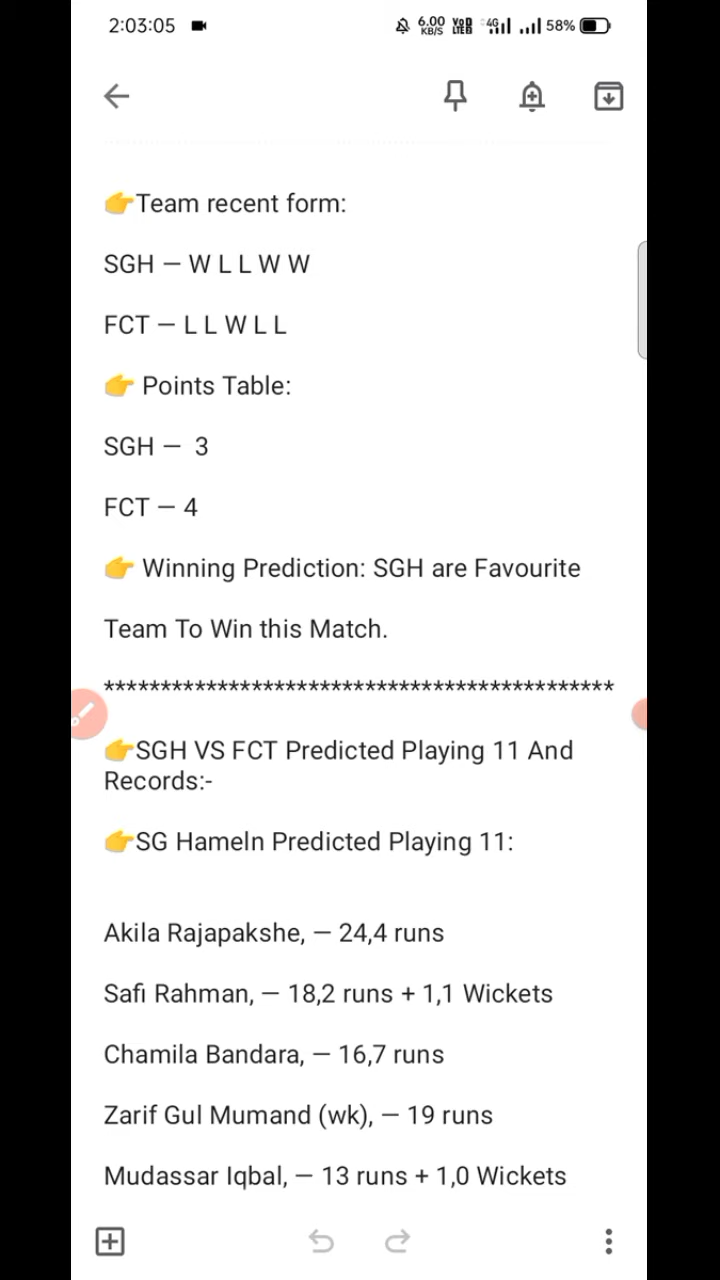 2:03:05 6.00 KB/S VoD LTE2 4G 58%
👉Team recent form:
SGH – W L L W W
FCT – L L W L L
👉 Points Table:
SGH – 3
FCT – 4
👉 Winning Prediction: SGH are Favourite
Team To Win this Match.
*********************************************
👉SGH VS FCT Predicted Playing 11 And
Records:-
👉SG Hameln Predicted Playing 11:
Akila Rajapakshe, – 24,4 runs
Safi Rahman, – 18,2 runs + 1,1 Wickets
Chamila Bandara, – 16,7 runs
Zarif Gul Mumand (wk), – 19 runs
Mudassar Iqbal, – 13 runs + 1,0 Wickets